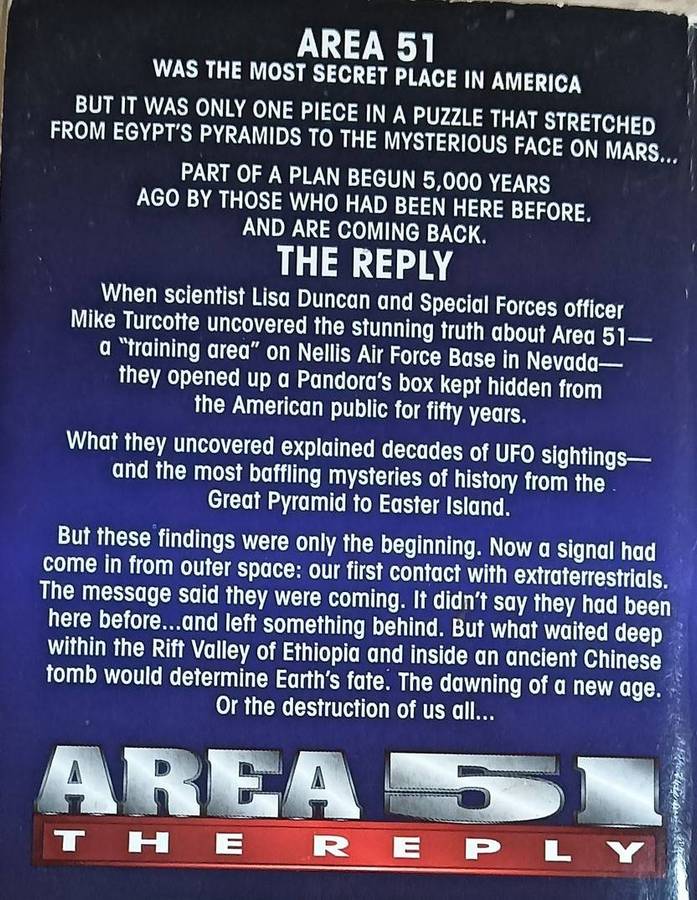 AREA 51
WAS THE MOST SECRET PLACE IN AMERICA
BUT IT WAS ONLY ONE PIECE IN A PUZZLE THAT STRETCHED
FROM EGYPT'S PYRAMIDS TO THE MYSTERIOUS FACE ON MARS...
PART OF A PLAN BEGUN 5,000 YEARS
AGO BY THOSE WHO HAD BEEN HERE BEFORE.
AND ARE COMING BACK.
THE REPLY
When scientist Lisa Duncan and Special Forces officer
Mike Turcotte uncovered the stunning truth about Area 51—
a "training area" on Nellis Air Force Base in Nevada—
they opened up a Pandora's box kept hidden from
the American public for fifty years.
What they uncovered explained decades of UFO sightings—
and the most baffling mysteries of history from the
Great Pyramid to Easter Island.
But these findings were only the beginning. Now a signal had
come in from outer space: our first contact with extraterrestrials.
The message said they were coming. It didn't say they had been
here before...and left something behind. But what waited deep
within the Rift Valley of Ethiopia and inside an ancient Chinese
tomb would determine Earth's fate. The dawning of a new age.
Or the destruction of us all...
AREA 51
THE REPLY